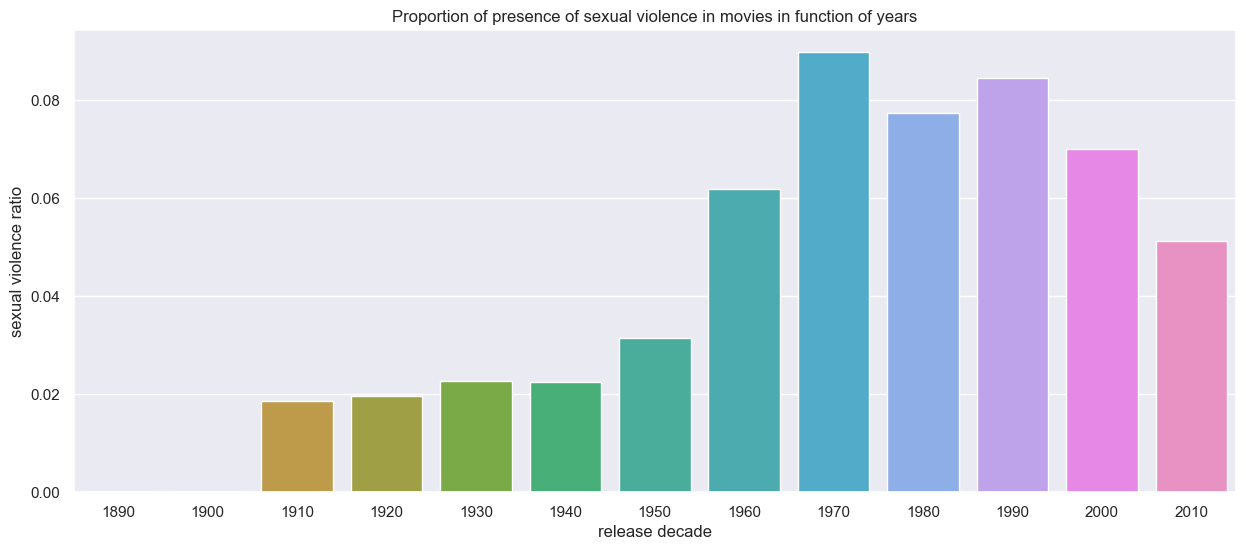 Proportion of presence of sexual violence in movies in function of years
sexual violence ratio
0.08
0.06
0.04
0.02
0.00
1890 1900 1910 1920 1930 1940 1950 1960 1970 1980 1990 2000 2010
release decade